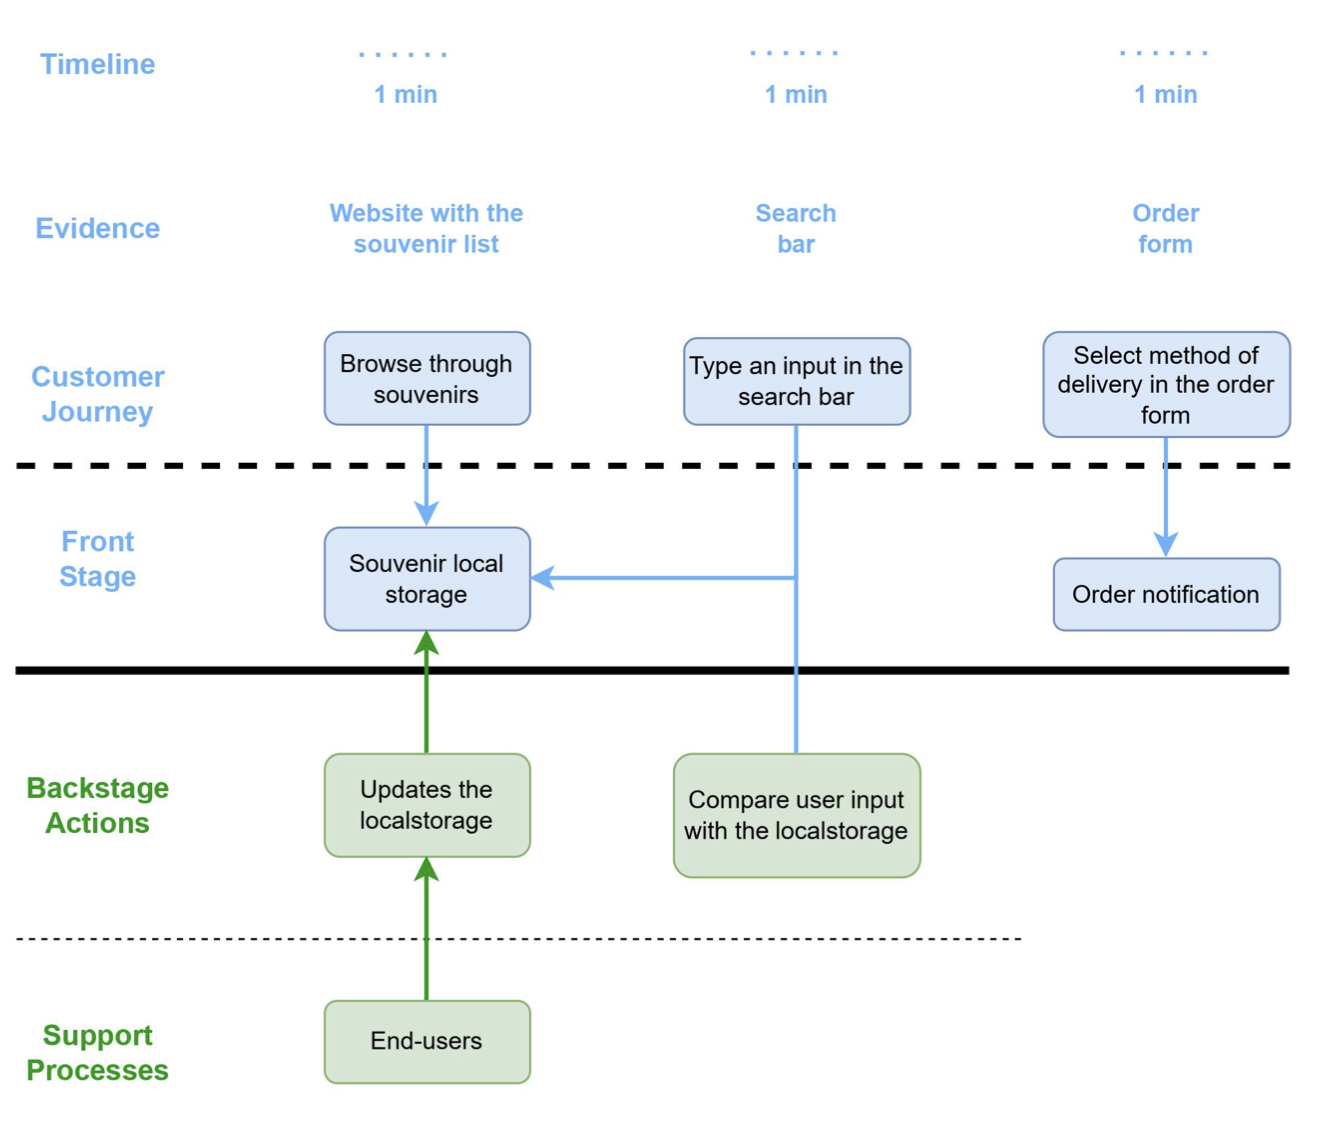 Timeline
. . . . . .
1 min
. . . . . .
1 min
. . . . . .
1 min
Evidence
Website with the
souvenir list
Search
bar
Order
form
Customer
Journey
Browse through
souvenirs
Type an input in the
search bar
Select method of
delivery in the order
form
Front
Stage
Souvenir local
storage
Order notification
Backstage
Actions
Updates the
localstorage
Compare user input
with the localstorage
Support
Processes
End-users